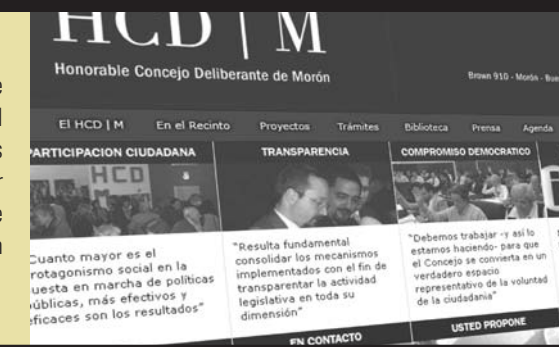 HCD | M
Honorable Concejo Deliberante de Morón
Brown 910 - Morón -
El HCD | M En el Recinto Proyectos Trámites Biblioteca Prensa Agenda
PARTICIPACION CIUDADANA
HCD
M
"Cuanto mayor es el
protagonismo social en la
puesta en marcha de políticas
públicas, más efectivos y
eficaces son los resultados"
TRANSPARENCIA
"Resulta fundamental
consolidar los mecanismos
implementados con el fin de
transparentar la actividad
legislativa en toda su
dimensión"
COMPROMISO DEMOCRATICO
"Debemos trabajar -y así lo
estamos haciendo- para que
el Concejo se convierta en un
verdadero espacio
representativo de la voluntad
de la ciudadania"
EN CONTACTO
USTED PROPONE